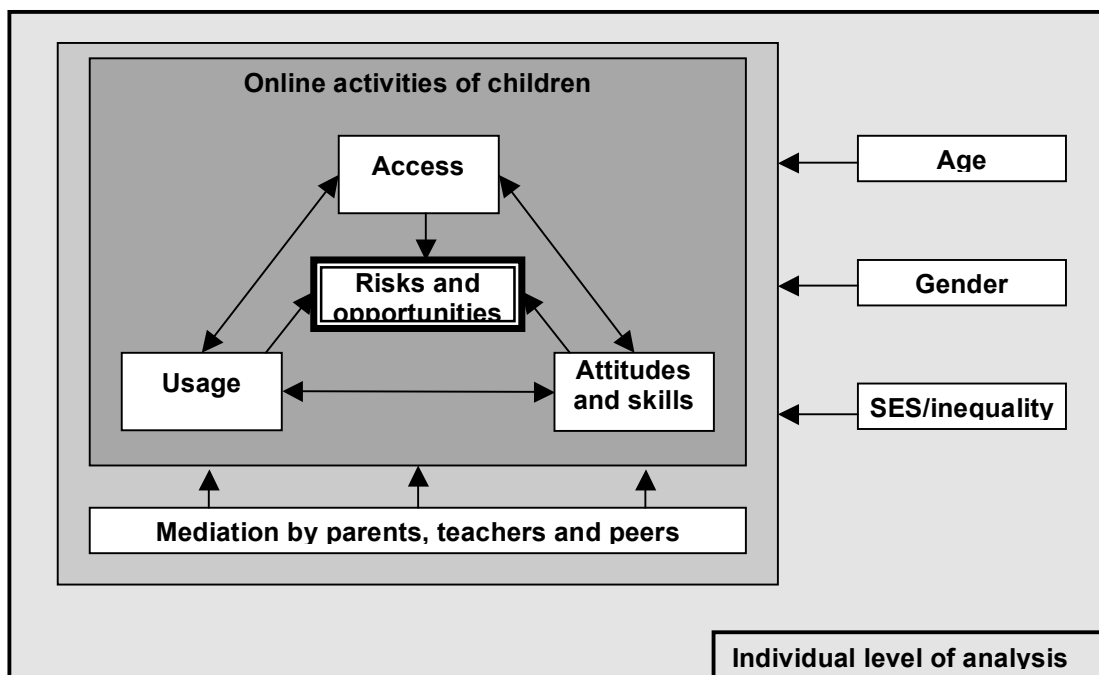 Online activities of children
Access
Age
Risks and
opportunities
Gender
Usage
Attitudes
and skills
SES/inequality
Mediation by parents, teachers and peers
Individual level of analysis